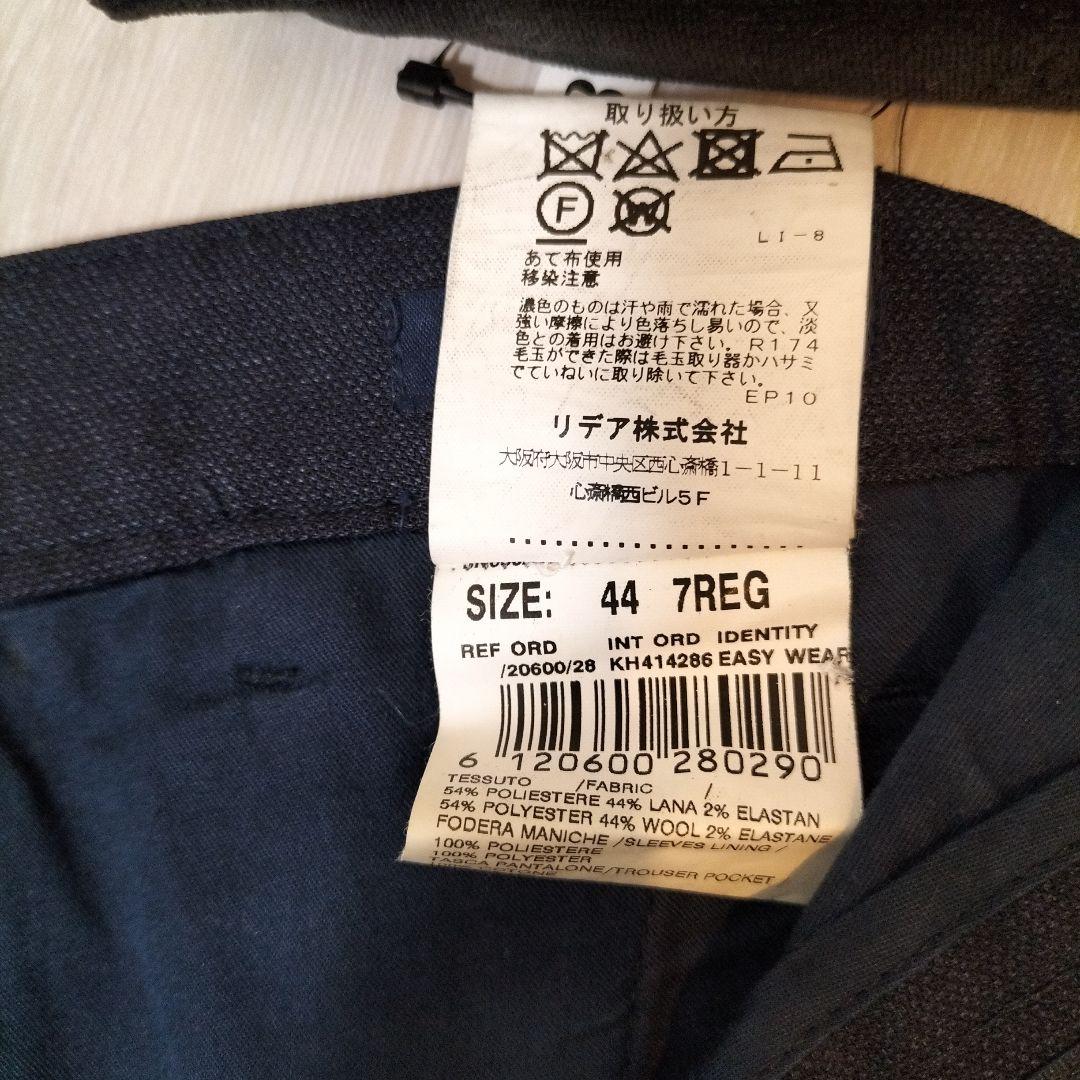 取り扱い方
F
W
LI-8
あて布使用
移染注意
濃色のものは汗や雨で濡れた場合、又
強い摩擦により色落ちし易いので、淡
色との着用はお避け下さい。R174
毛玉ができた際は毛玉取り器かハサミ
でていねいに取り除いて下さい。
EP10
リデア株式会社
大阪府大阪市中央区西心斎橋1-1-11
心斎橋西ビル5F
SIZE: 44 7REG
REF ORD INT ORD IDENTITY
/20600/28 KH414286 EASY WEAR
6 120600 280290
TESSUTO /FABRIC /
54% POLIESTERE 44% LANA 2% ELASTAN
54% POLYESTER 44% WOOL 2% ELASTANE
FODERA MANICHE /SLEEVES LINING /
100% POLIESTERE
100% POLYESTER
TASCA PANTALONE/TROUSER POCKET